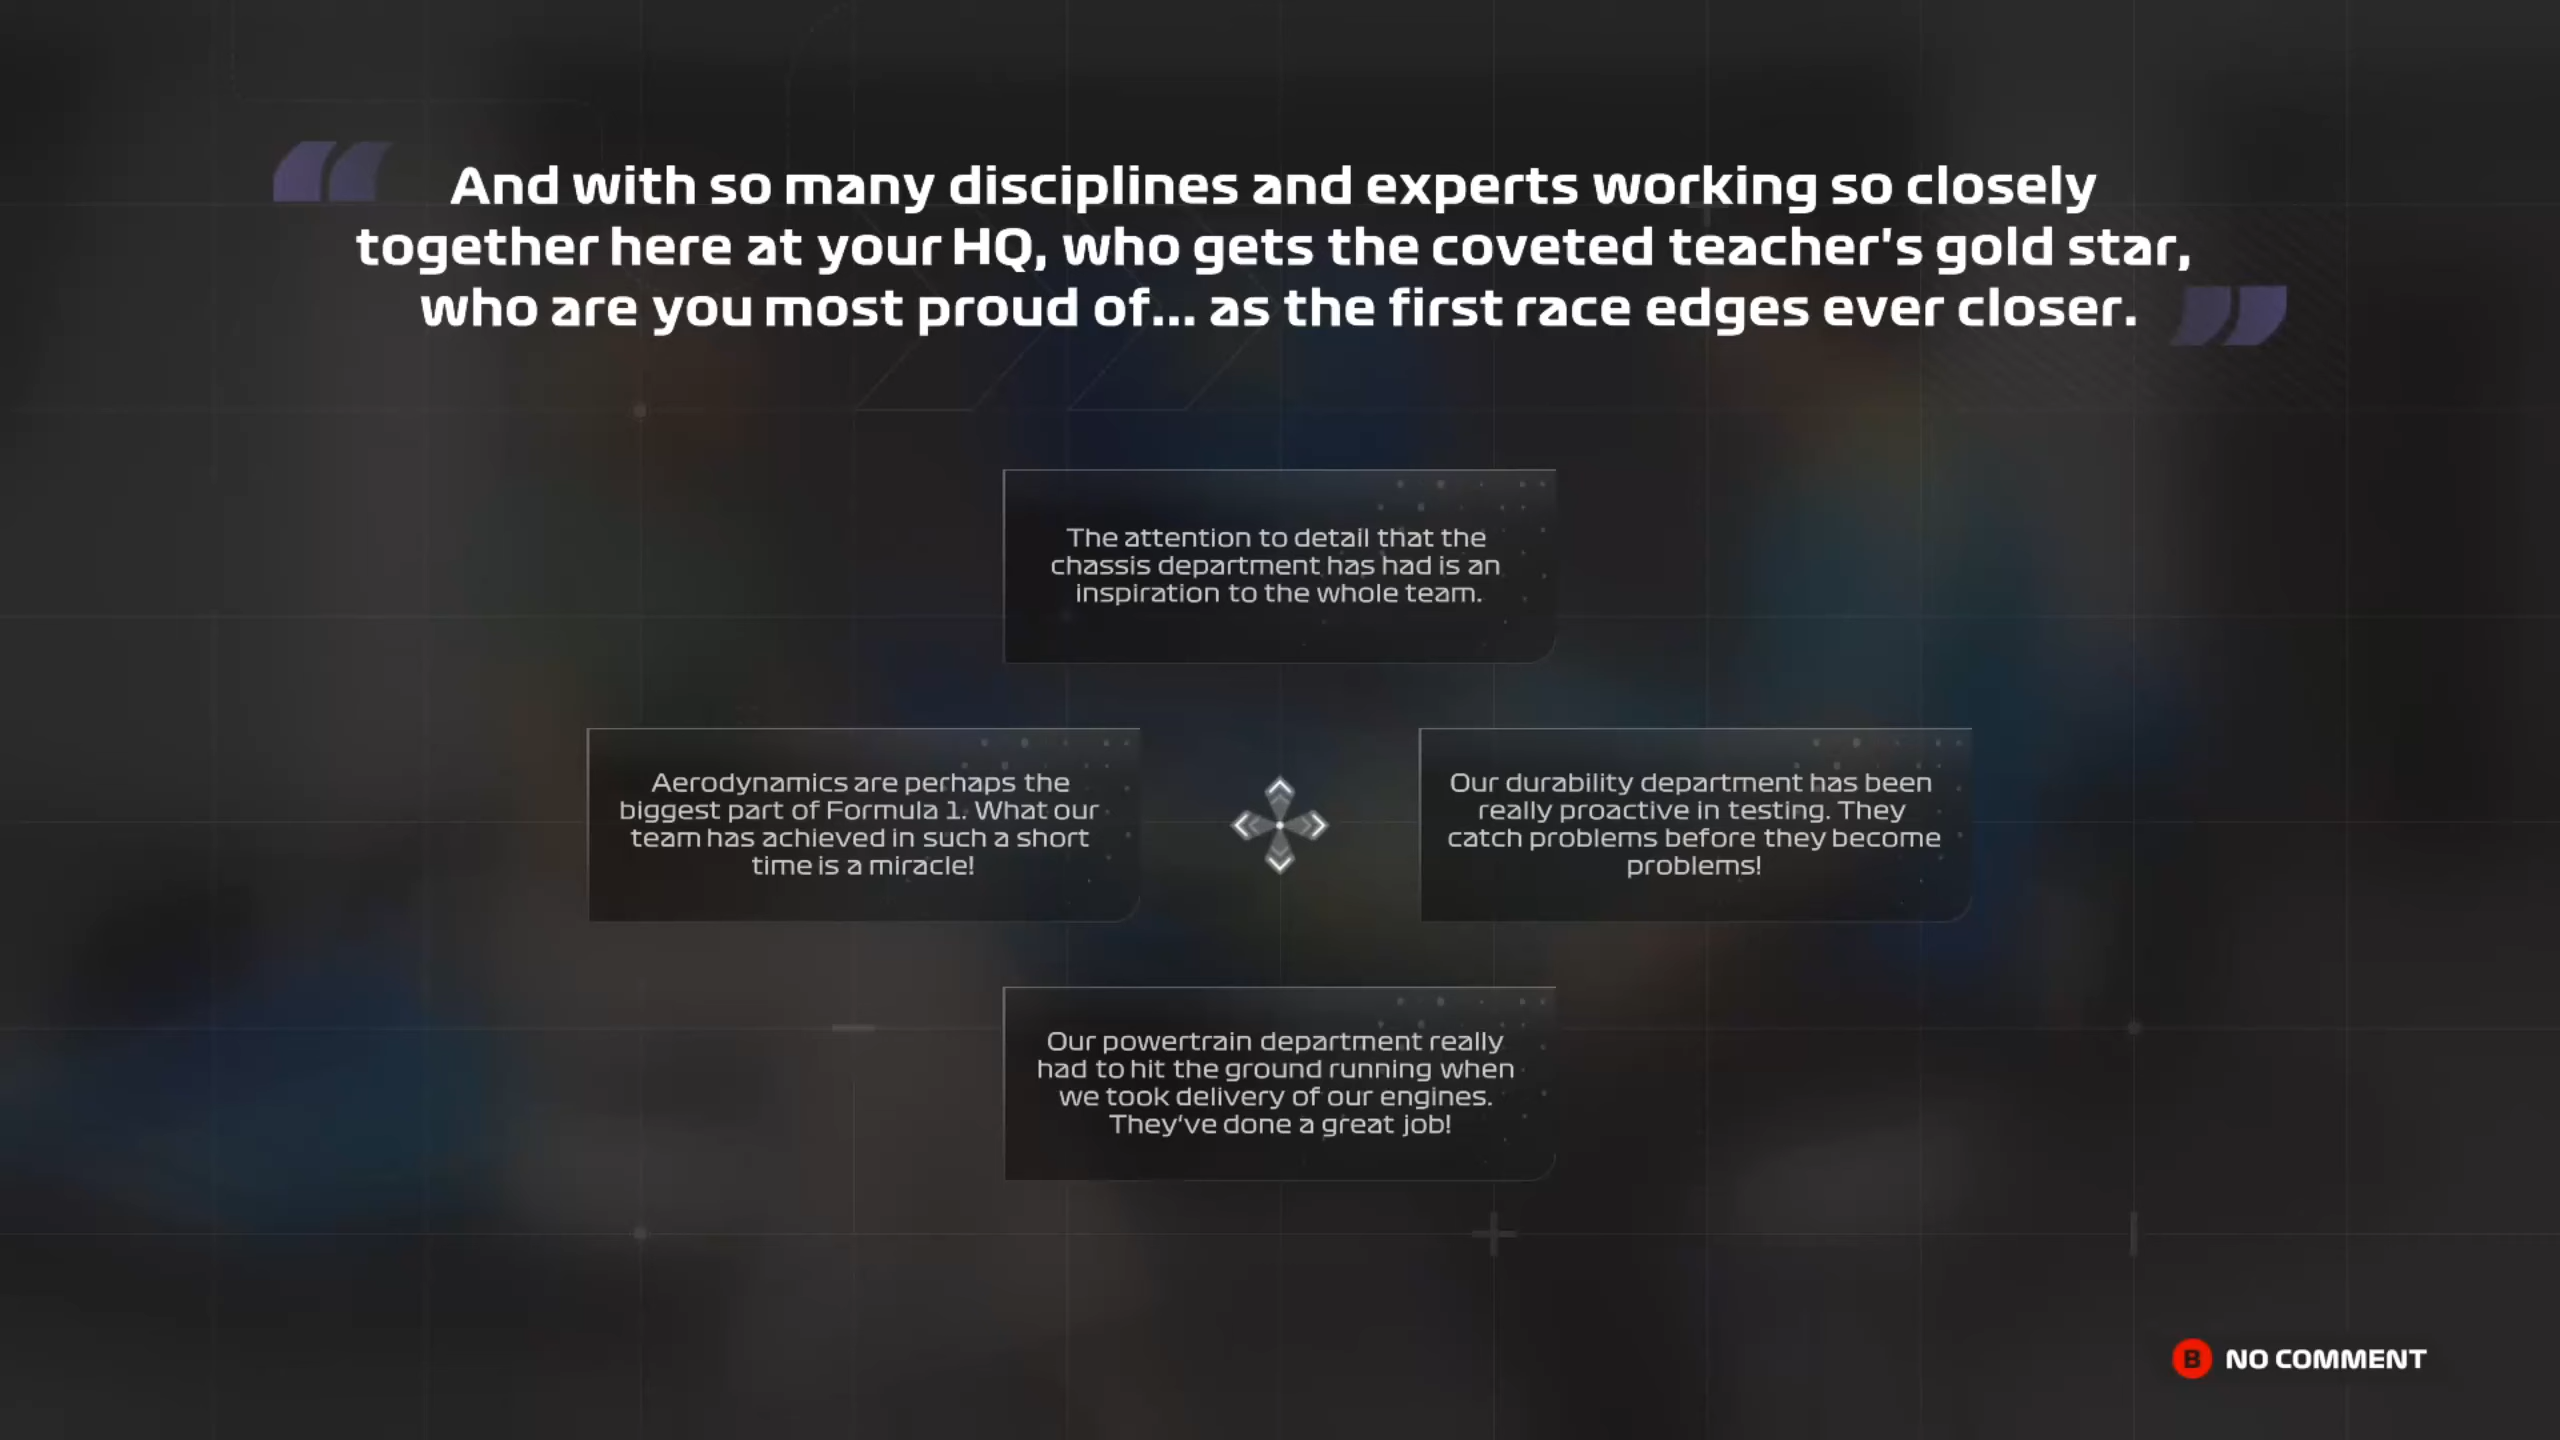 And with so many disciplines and experts working so closely
together here at your HQ, who gets the coveted teacher's gold star,
who are you most proud of... as the first race edges ever closer.
The attention to detail that the
chassis department has had is an
inspiration to the whole team.
Aerodynamics are perhaps the
biggest part of Formula 1. What our
team has achieved in such a short
time is a miracle!
Our durability department has been
really proactive in testing. They
catch problems before they become
problems!
Our powertrain department really
had to hit the ground running when
we took delivery of our engines.
They've done a great job!
B NO COMMENT